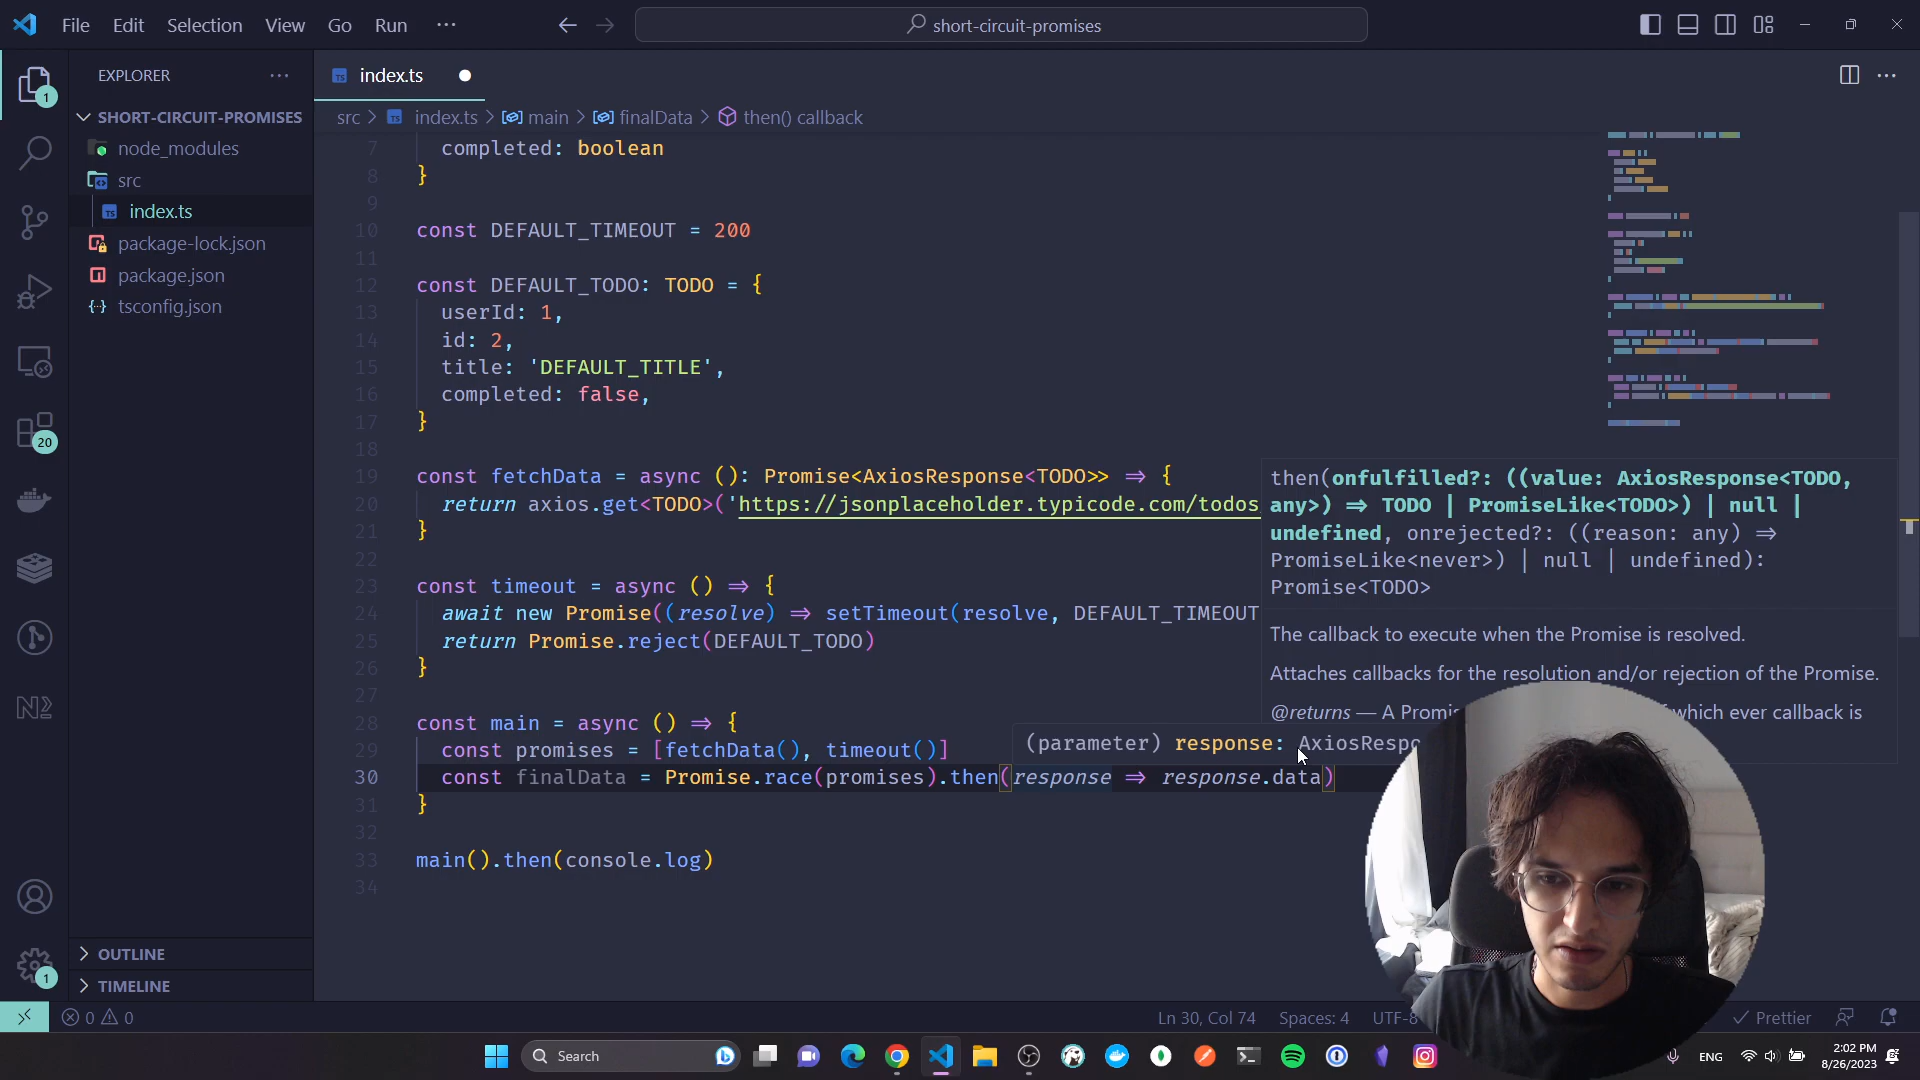 File Edit Selection View Go Run ···
short-circuit-promises
EXPLORER ···
index.ts
1
SHORT-CIRCUIT-PROMISES
node_modules
src
index.ts
package-lock.json
package.json
tsconfig.json
20
OUTLINE
TIMELINE
1
src > index.ts > main > finalData > then() callback
7 completed: boolean
8 }
9
10 const DEFAULT_TIMEOUT = 200
11
12 const DEFAULT_TODO: TODO = {
13 userId: 1,
14 id: 2,
15 title: 'DEFAULT_TITLE',
16 completed: false,
17 }
18
19 const fetchData = async (): Promise<AxiosResponse<TODO>> ⇒ {
20 return axios.get<TODO>('https://jsonplaceholder.typicode.com/todos
21 }
22
23 const timeout = async () ⇒ {
24 await new Promise((resolve) ⇒ setTimeout(resolve, DEFAULT_TIMEOUT
25 return Promise.reject(DEFAULT_TODO)
26 }
27
28 const main = async () ⇒ {
29 const promises = [fetchData(), timeout()]
30 const finalData = Promise.race(promises).then(response ⇒ response.data)
31 }
32
33 main().then(console.log)
34
then(onfulfilled?: ((value: AxiosResponse<TODO,
any>) ⇒ TODO | PromiseLike<TODO>) | null |
undefined, onrejected?: ((reason: any) ⇒
PromiseLike<never>) | null | undefined):
Promise<TODO>
The callback to execute when the Promise is resolved.
Attaches callbacks for the resolution and/or rejection of the Promise.
@returns — A Promi which ever callback is
(parameter) response: AxiosRespo
0 0
Ln 30, Col 74 Spaces: 4 UTF-8 Prettier
Search
ENG
2:02 PM
8/26/2023